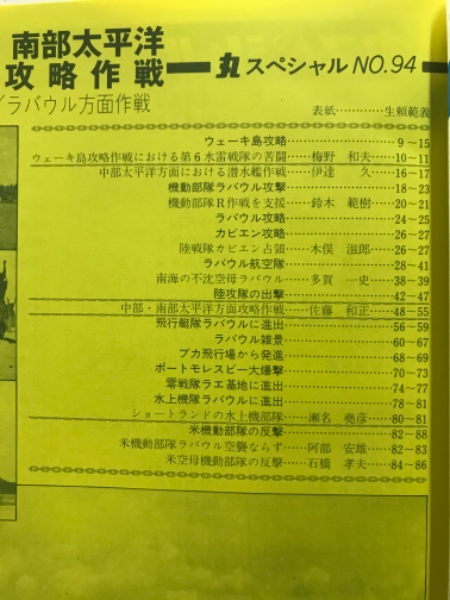 南部太平洋
攻略作戦━丸スペシャルNO.94
／ラバウル方面作戦
表紙…………生頼範義
ウェーキ島攻略……………………9～15
ウェーキ島攻略作戦における第6水雷戦隊の苦闘……梅野 和夫……10～11
中部太平洋方面における潜水艦作戦……伊達 久……16～17
機動部隊ラバウル攻撃……………………18～23
機動部隊R作戦を支援……鈴木 範樹……20～21
ラバウル攻略……………………24～25
カビエン攻略……………………26～27
陸戦隊カビエン占領……木俣 滋郎……26～27
ラバウル航空隊……………………28～41
南海の不沈空母ラバウル……多賀 一史……38～39
陸攻隊の出撃……………………42～47
中部・南部太平洋方面攻略作戦……佐藤 和正……48～55
飛行艇隊ラバウルに進出……………………56～59
ラバウル雑景……………………60～67
ブカ飛行場から発進……………………68～69
ポートモレスビー大爆撃……………………70～73
零戦隊ラエ基地に進出……………………74～77
水上機隊ラバウルに進出……………………78～81
ショートランドの水上機部隊……瀬名 堯彦……80～81
米機動部隊の反撃……………………82～88
米機動部隊ラバウル空襲ならず……阿部 安雄……82～83
米空母機動部隊の反撃……石橋 孝夫……84～86